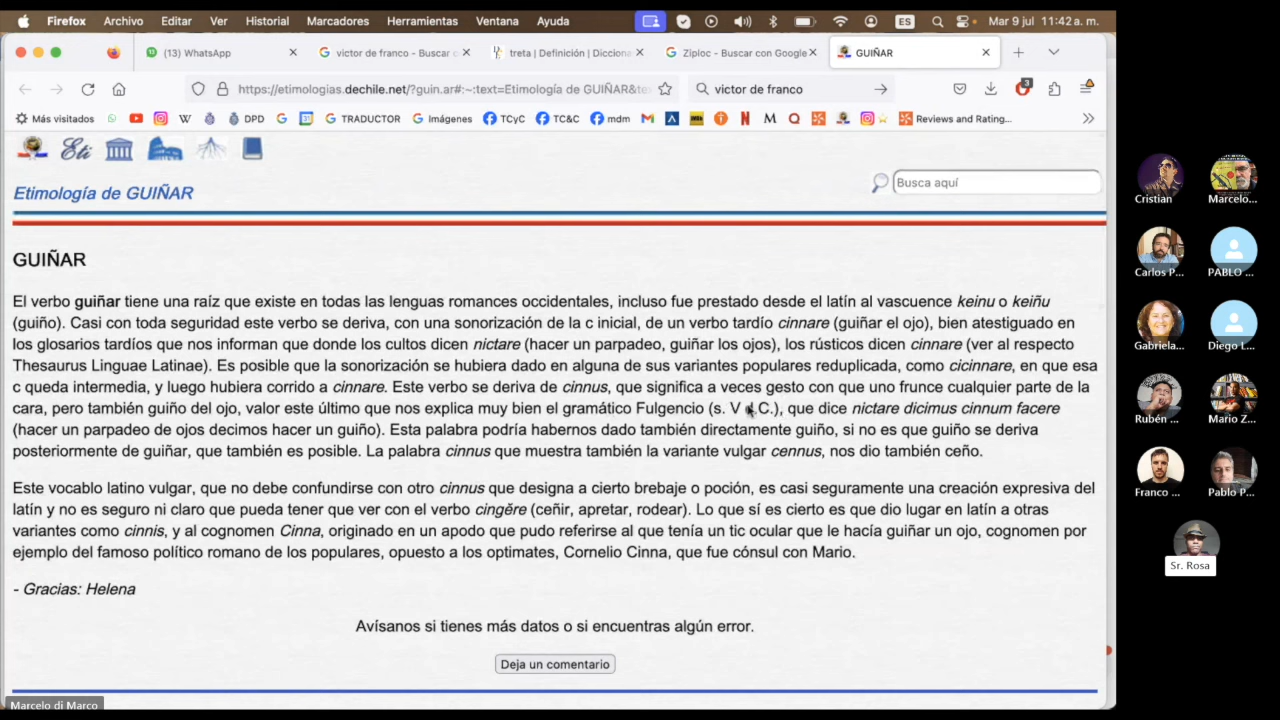 Firefox Archivo Editar Ver Historial Marcadores Herramientas Ventana Ayuda ES Mar 9 jul 11:42 a. m.
(13) WhatsApp victor de franco - Buscar treta | Definición | Dicciona Ziploc - Buscar con Google GUIÑAR
https://etimologias.dechile.net/?guin.ar#:~:text=Etimología de GUIÑAR&te victor de franco 3
Más visitados DPD TRADUCTOR Imágenes TCyC TC&C mdm Reviews and Rating...
Eti
Etimología de GUIÑAR Busca aquí
GUIÑAR
El verbo guiñar tiene una raíz que existe en todas las lenguas romances occidentales, incluso fue prestado desde el latín al vascuence keinu o keiñu
(guiño). Casi con toda seguridad este verbo se deriva, con una sonorización de la c inicial, de un verbo tardío cinnare (guiñar el ojo), bien atestiguado en
los glosarios tardíos que nos informan que donde los cultos dicen nictare (hacer un parpadeo, guiñar los ojos), los rústicos dicen cinnare (ver al respecto
Thesaurus Linguae Latinae). Es posible que la sonorización se hubiera dado en alguna de sus variantes populares reduplicada, como cicinnare, en que esa
c queda intermedia, y luego hubiera corrido a cinnare. Este verbo se deriva de cinnus, que significa a veces gesto con que uno frunce cualquier parte de la
cara, pero también guiño del ojo, valor este último que nos explica muy bien el gramático Fulgencio (s. V d.C.), que dice nictare dicimus cinnum facere
(hacer un parpadeo de ojos decimos hacer un guiño). Esta palabra podría habernos dado también directamente guiño, si no es que guiño se deriva
posteriormente de guiñar, que también es posible. La palabra cinnus que muestra también la variante vulgar cennus, nos dio también ceño.
Este vocablo latino vulgar, que no debe confundirse con otro cinnus que designa a cierto brebaje o poción, es casi seguramente una creación expresiva del
latín y no es seguro ni claro que pueda tener que ver con el verbo cingĕre (ceñir, apretar, rodear). Lo que sí es cierto es que dio lugar en latín a otras
variantes como cinnis, y al cognomen Cinna, originado en un apodo que pudo referirse al que tenía un tic ocular que le hacía guiñar un ojo, cognomen por
ejemplo del famoso político romano de los populares, opuesto a los optimates, Cornelio Cinna, que fue cónsul con Mario.
- Gracias: Helena
Avísanos si tienes más datos o si encuentras algún error.
Deja un comentario
Marcelo di Marco
Cristian Marcelo...
Carlos P... PABLO ...
Gabriela... Diego L...
Rubén ... Mario Z...
Franco ... Pablo P...
Sr. Rosa